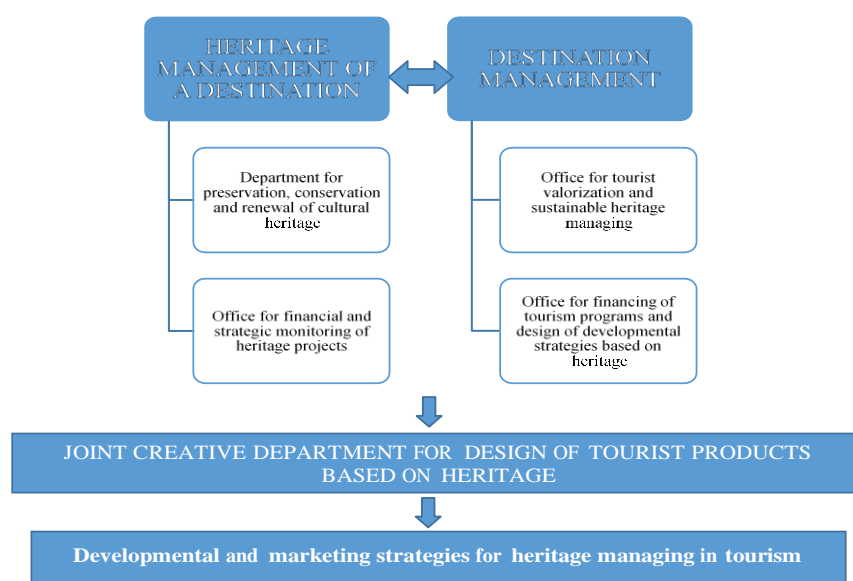 HERITAGE
MANAGEMENT OF
A DESTINATION
DESTINATION
MANAGEMENT
Department for
preservation, conservation
and renewal of cultural
heritage
Office for financial and
strategic monitoring of
heritage projects
Office for tourist
valorization and
sustainable heritage
managing
Office for financing of
tourism programs and
design of developmental
strategies based on
heritage
JOINT CREATIVE DEPARTMENT FOR DESIGN OF TOURIST PRODUCTS
BASED ON HERITAGE
Developmental and marketing strategies for heritage managing in tourism